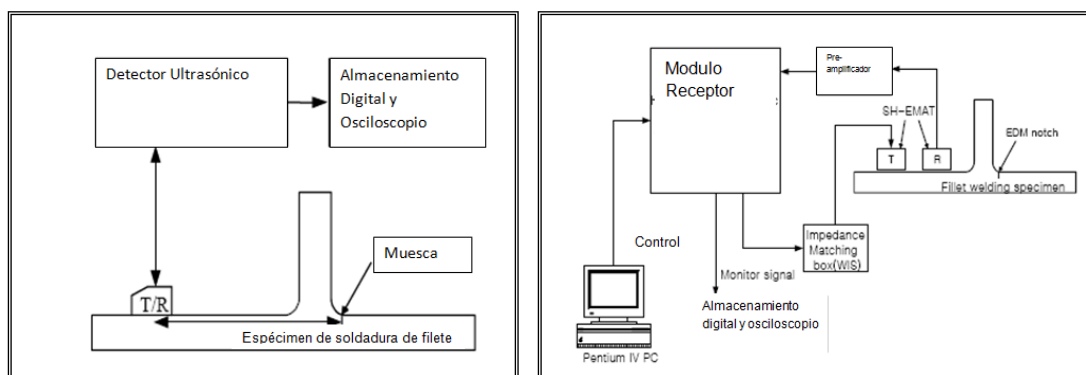 Detector Ultrasónico
Almacenamiento
Digital y
Osciloscopio
Muesca
T/R
Espécimen de soldadura de filete
Modulo
Receptor
Pre-
amplificador
SH-EMAT
T
R
EDM notch
Fillet welding specimen
Impedance
Matching
box(WIS)
Control
Monitor signal
Almacenamiento
digital y osciloscopio
Pentium IV PC